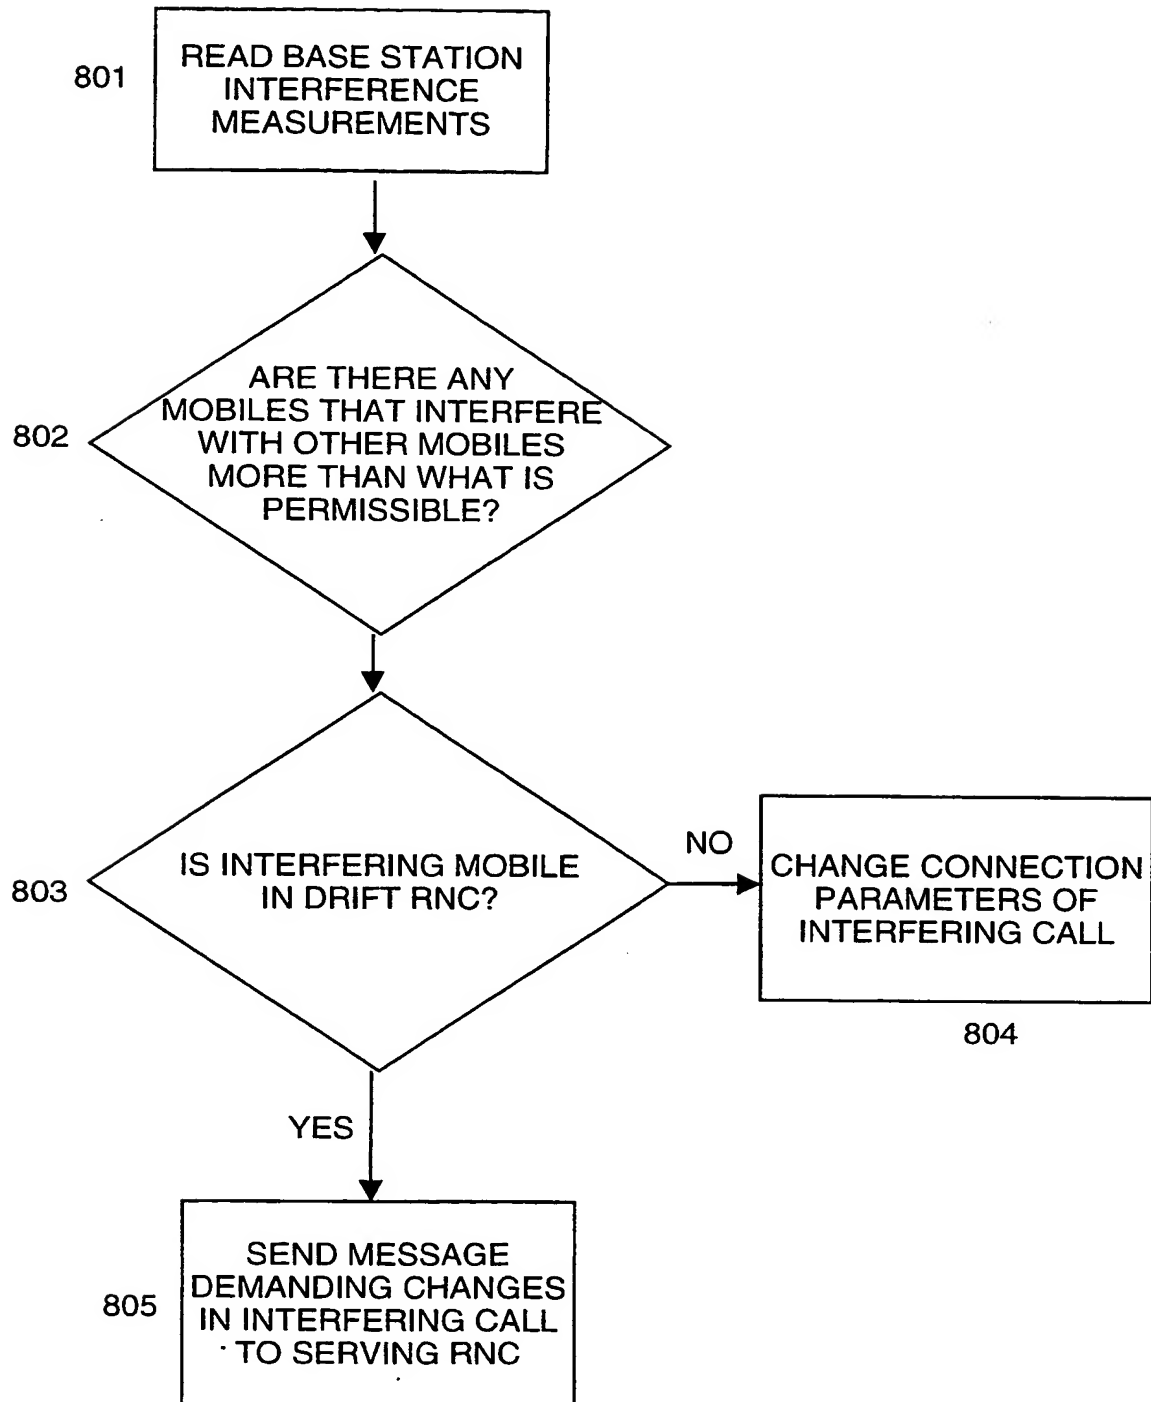 801
READ BASE STATION
INTERFERENCE
MEASUREMENTS
802
ARE THERE ANY
MOBILES THAT INTERFERE
WITH OTHER MOBILES
MORE THAN WHAT IS
PERMISSIBLE?
803
IS INTERFERING MOBILE
IN DRIFT RNC?
NO
CHANGE CONNECTION
PARAMETERS OF
INTERFERING CALL
804
YES
805
SEND MESSAGE
DEMANDING CHANGES
IN INTERFERING CALL
TO SERVING RNC